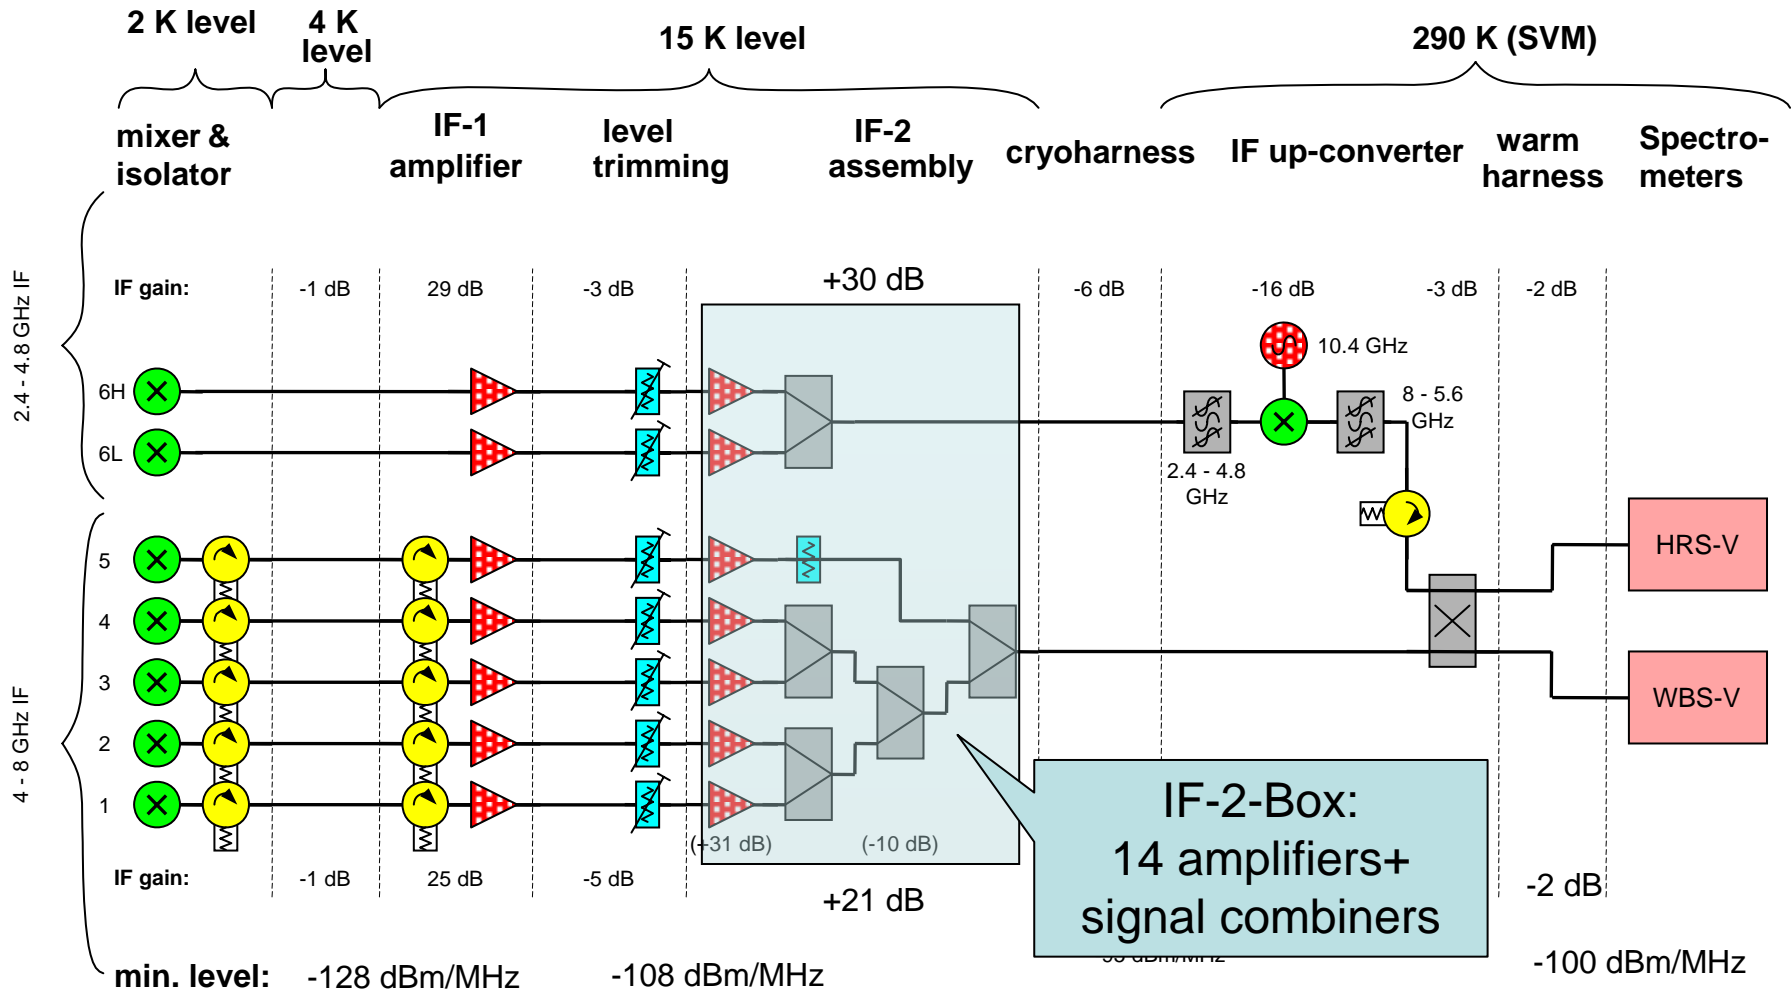 2 K level
4 K
level
15 K level
290 K (SVM)
mixer &
isolator
IF-1
amplifier
level
trimming
IF-2
assembly
cryoharness
IF up-converter
warm
harness
Spectro-
meters
2.4 - 4.8 GHz IF
IF gain:
-1 dB
29 dB
-3 dB
+30 dB
-6 dB
-16 dB
-3 dB
-2 dB
10.4 GHz
6H
8 - 5.6
GHz
6L
2.4 - 4.8
GHz
5
HRS-V
4
3
WBS-V
2
4 - 8 GHz IF
1
(+31 dB)
(-10 dB)
IF-2-Box:
14 amplifiers+
signal combiners
IF gain:
-1 dB
25 dB
-5 dB
+21 dB
-2 dB
min. level:
-128 dBm/MHz
-108 dBm/MHz
dBm/MHz
-100 dBm/MHz